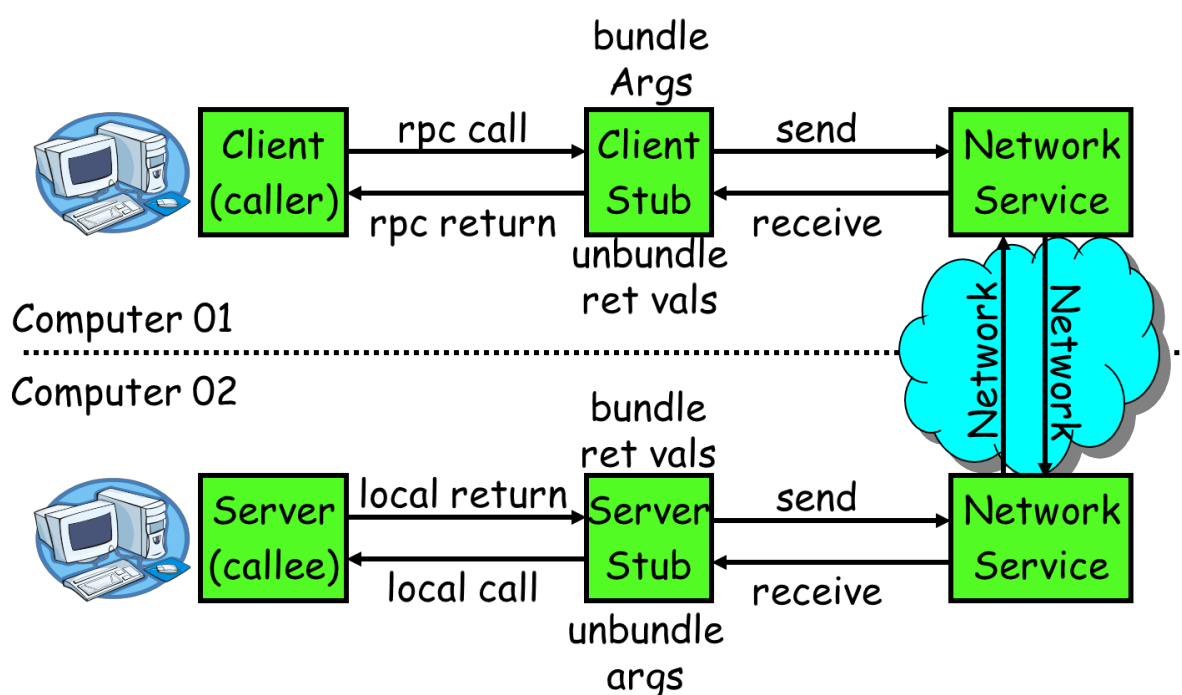 bundle
Args
Client
(caller)
rpc call
rpc return
Client
Stub
send
receive
Network
Service
unbundle
ret vals
Network
Network
Computer 01
Computer 02
bundle
ret vals
Server
(callee)
local return
local call
Server
Stub
send
receive
Network
Service
unbundle
args